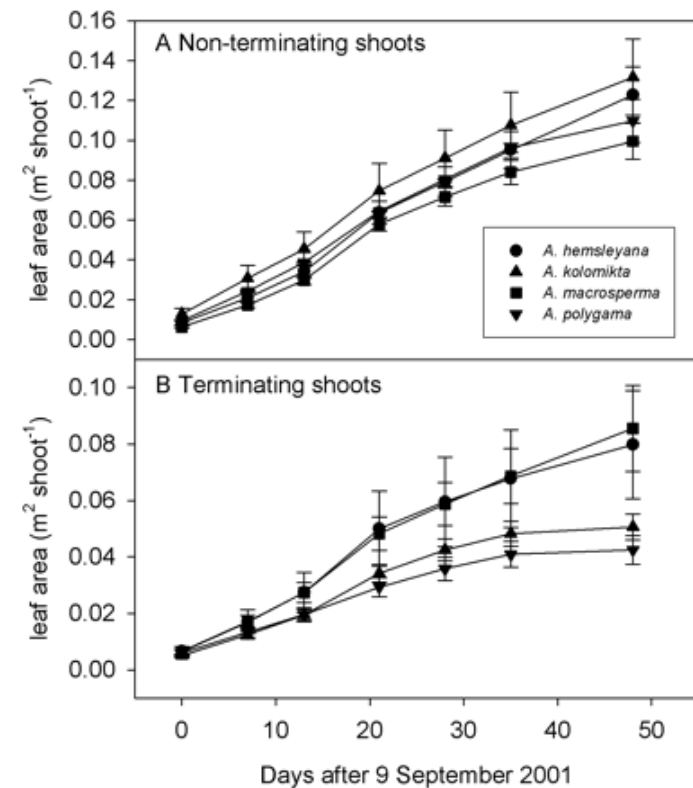 0.16
A Non-terminating shoots
0.14
0.12
0.10
0.08
0.06
0.04
0.02
0.00
leaf area (m² shoot⁻¹)
A. hemsleyana
A. kolomikta
A. macrosperma
A. polygama
B Terminating shoots
0.10
0.08
0.06
0.04
0.02
0.00
leaf area (m² shoot⁻¹)
0 10 20 30 40 50
Days after 9 September 2001